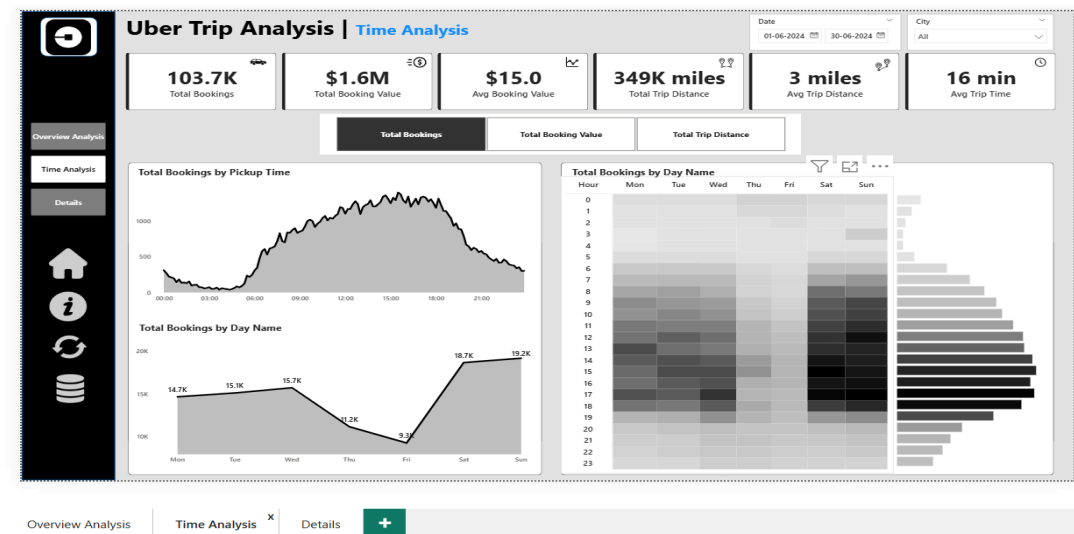 Uber Trip Analysis | Time Analysis
Date
01-06-2024 30-06-2024
City
All
103.7K
Total Bookings
$1.6M
Total Booking Value
$15.0
Avg Booking Value
349K miles
Total Trip Distance
3 miles
Avg Trip Distance
16 min
Avg Trip Time
Overview Analysis
Time Analysis
Details
Total Bookings Total Booking Value Total Trip Distance
Total Bookings by Pickup Time
1000
500
0
00:00 03:00 06:00 09:00 12:00 15:00 18:00 21:00
Total Bookings by Day Name
20K
15K
10K
14.7K 15.1K 15.7K 11.2K 9.3K 18.7K 19.2K
Mon Tue Wed Thu Fri Sat Sun
Total Bookings by Day Name
Hour Mon Tue Wed Thu Fri Sat Sun
0
1
2
3
4
5
6
7
8
9
10
11
12
13
14
15
16
17
18
19
20
21
22
23
Overview Analysis Time Analysis x Details +